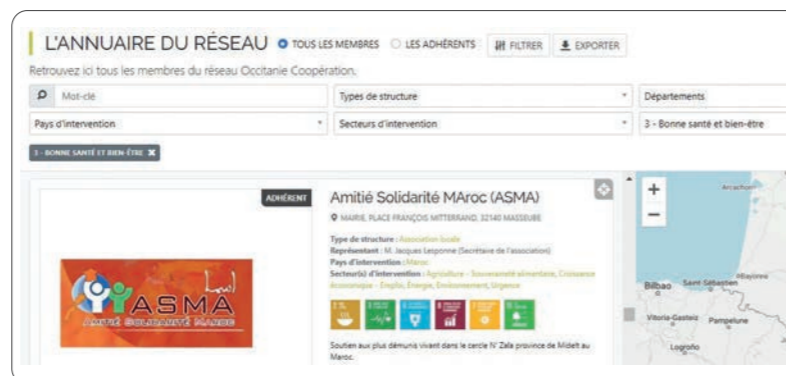 L'ANNUAIRE DU RÉSEAU TOUS LES MEMBRES LES ADHÉRENTS FILTRER EXPORTER
Retrouvez ici tous les membres du réseau Occitanie Coopération.
Mot-clé Types de structure Départements
Pays d'intervention Secteurs d'intervention 3 - Bonne santé et bien-être
3 - BONNE SANTÉ ET BIEN-ÊTRE X
ADHÉRENT
ASMA
AMITIÉ SOLIDARITÉ MAROC
Amitié Solidarité MAroc (ASMA)
MAIRIE, PLACE FRANÇOIS MITTERRAND, 32140 MASSEUBE
Type de structure : Association locale
Représentant : M. Jacques Lesponne (Secrétaire de l'association)
Pays d'intervention : Maroc
Secteur(s) d'intervention : Agriculture - Souveraineté alimentaire, Croissance
économique - Emploi, Énergie, Environnement, Urgence
Soutien aux plus démunis vivant dans le cercle N' Zala province de Midelt au
Maroc.
+
−
Arcachon
Bayonne
Bilbao Saint-Sébastien
Vitoria-Gasteiz Pampelune
Logroño